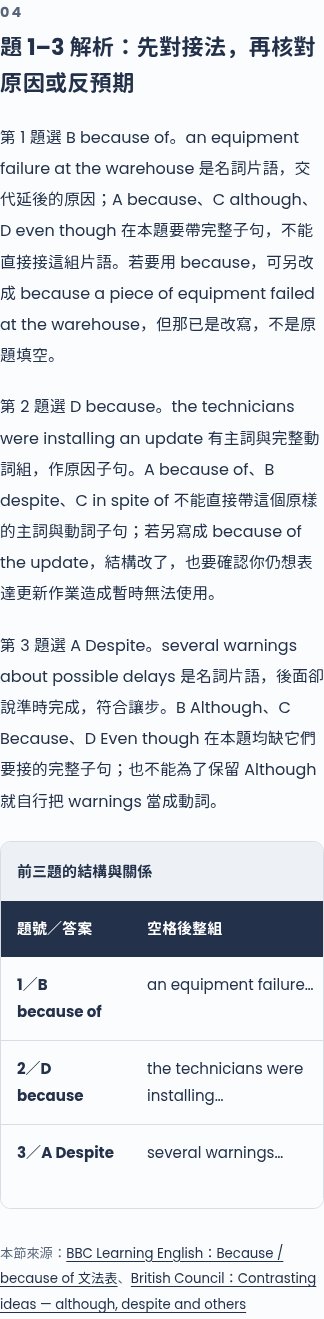 04
題 1–3 解析：先對接法，再核對
原因或反預期
第 1 題選 B because of。an equipment
failure at the warehouse 是名詞片語，交
代延後的原因；A because、C although、
D even though 在本題要帶完整子句，不能
直接接這組片語。若要用 because，可另改
成 because a piece of equipment failed
at the warehouse，但那已是改寫，不是原
題填空。
第 2 題選 D because。the technicians
were installing an update 有主詞與完整動
詞組，作原因子句。A because of、B
despite、C in spite of 不能直接帶這個原樣
的主詞與動詞子句；若另寫成 because of
the update，結構改了，也要確認你仍想表
達更新作業造成暫時無法使用。
第 3 題選 A Despite。several warnings
about possible delays 是名詞片語，後面卻
說準時完成，符合讓步。B Although、C
Because、D Even though 在本題均缺它們
要接的完整子句；也不能為了保留 Although
就自行把 warnings 當成動詞。
前三題的結構與關係
題號／答案 空格後整組
1／B an equipment failure…
because of
2／D the technicians were
because installing…
3／A Despite several warnings…
本節來源：BBC Learning English：Because /
because of 文法表、British Council：Contrasting
ideas — although, despite and others